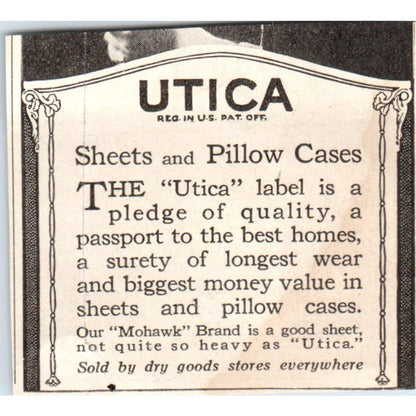 UTICA
REG. IN U.S. PAT. OFF.
Sheets and Pillow Cases
THE "Utica" label is a
pledge of quality, a
passport to the best homes,
a surety of longest wear
and biggest money value in
sheets and pillow cases.
Our "Mohawk" Brand is a good sheet,
not quite so heavy as "Utica."
Sold by dry goods stores everywhere